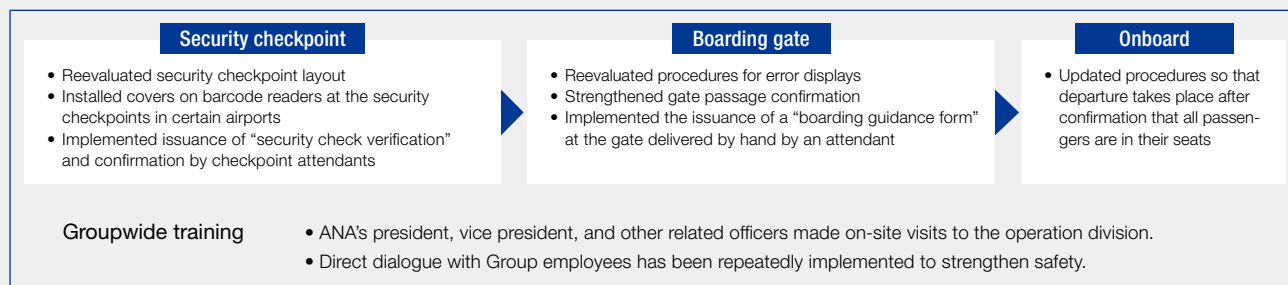 Security checkpoint
• Reevaluated security checkpoint layout
• Installed covers on barcode readers at the security
checkpoints in certain airports
• Implemented issuance of “security check verification”
and confirmation by checkpoint attendants
Boarding gate
• Reevaluated procedures for error displays
• Strengthened gate passage confirmation
• Implemented the issuance of a “boarding guidance form”
at the gate delivered by hand by an attendant
Onboard
• Updated procedures so that
departure takes place after
confirmation that all passen-
gers are in their seats
Groupwide training
• ANA’s president, vice president, and other related officers made on-site visits to the operation division.
• Direct dialogue with Group employees has been repeatedly implemented to strengthen safety.